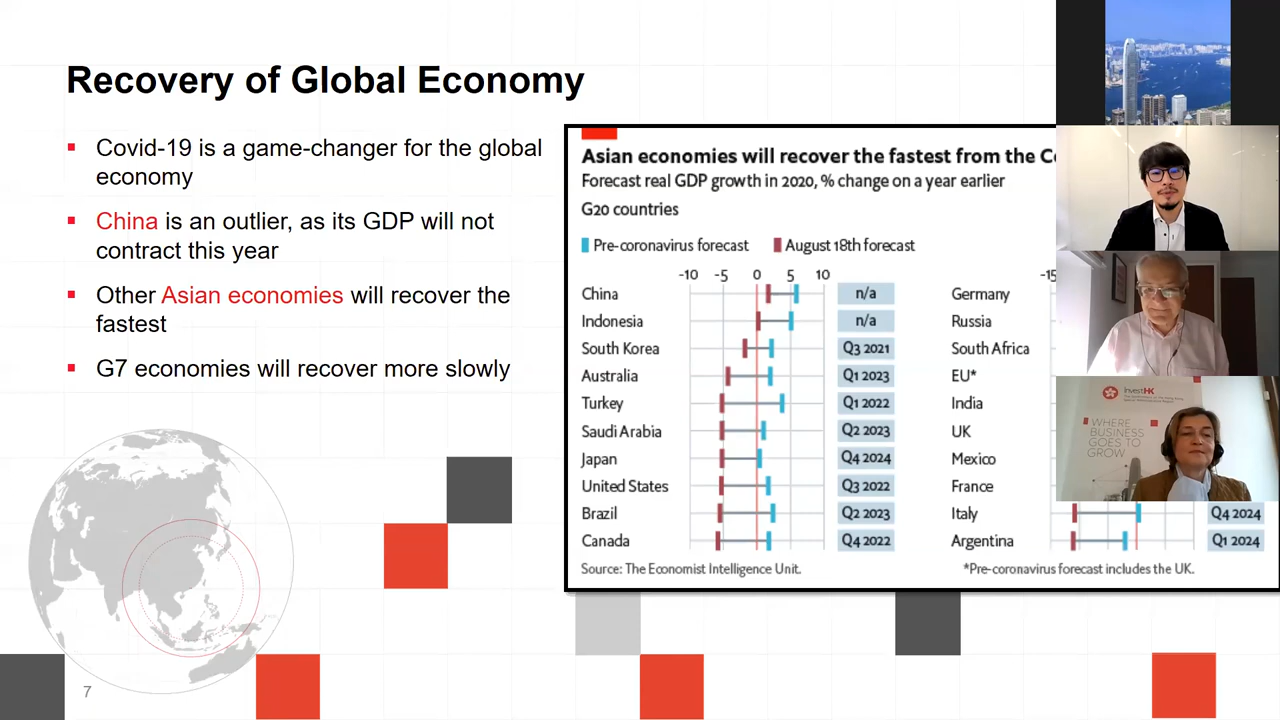 Recovery of Global Economy
Covid-19 is a game-changer for the global
economy
China is an outlier, as its GDP will not
contract this year
Other Asian economies will recover the
fastest
G7 economies will recover more slowly
7
Asian economies will recover the fastest from the
Forecast real GDP growth in 2020, % change on a year earlier
G20 countries
Pre-coronavirus forecast August 18th forecast
-10 -5 0 5 10
China n/a
Indonesia n/a
South Korea Q3 2021
Australia Q1 2023
Turkey Q1 2022
Saudi Arabia Q2 2023
Japan Q4 2024
United States Q3 2022
Brazil Q2 2023
Canada Q4 2022
-15
Germany
Russia
South Africa
EU*
India
UK
Mexico
France
Italy Q4 2024
Argentina Q1 2024
Source: The Economist Intelligence Unit.
*Pre-coronavirus forecast includes the UK.
InvestHK
WHERE
BUSINESS
GOES TO
GROW